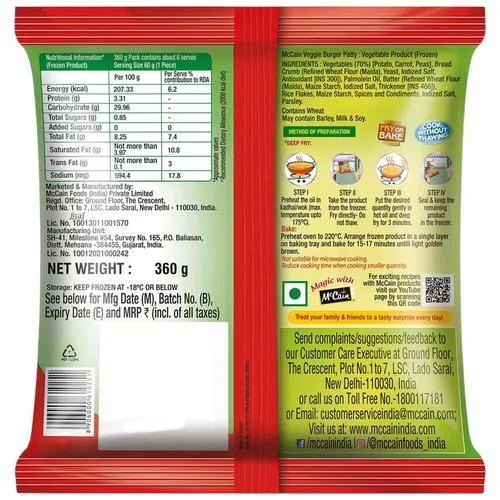 Nutritional Information*
(Frozen Product)
360 g Pack contains about 6 serves
Serving Size 60 g (1 Piece)
Per 100 g
Per Serve %
contribution to RDA
Energy (kcal) 207.33 6.2
Protein (g) 3.31 -
Carbohydrate (g) 29.96 -
Total Sugars (g) 0.85 -
Added Sugars (g) 0 0
Total Fat (g) 8.25 7.4
Saturated Fat (g) Not more than 3.97 10.8
Trans Fat (g) Not more than 0.1 3
Sodium (mg) 594.4 17.8
*Approximate values
Recommended Dietary Allowance (2000 kcal diet)
Marketed & Manufactured by:
McCain Foods (India) Private Limited
Regd. Office: Ground Floor, The Crescent,
Plot No. 1 to 7, LSC, Lado Sarai, New Delhi - 110030,
India.
Lic. No. 10013011001570
Manufacturing Unit:
SH-41, Milestone #54, Survey No. 165, P.O. Baliasan,
Distt. Mehsana -384455, Gujarat, India.
Lic. No. 10012021000242
NET WEIGHT : 360 g
Storage: KEEP FROZEN AT -18°C OR BELOW
See below for Mfg Date (M), Batch No. (B),
Expiry Date (E) and MRP ₹ (incl. of all taxes)
McCain Veggie Burger Patty : Vegetable Product (Frozen)
INGREDIENTS : Vegetables (70%) [Potato, Carrot, Peas], Bread
Crumb (Refined Wheat Flour (Maida), Yeast, Iodized Salt,
Antioxidant [INS 300]), Palmolein Oil, Batter (Refined Wheat Flour
(Maida), Maize Starch, Iodized Salt, Thickener [INS 466]),
Rice Flakes, Maize Starch, Spices and Condiments, Iodized Salt,
Parsley.
Contains Wheat
May contain Barley, Milk & Soy.
METHOD OF PREPARATION
FRY OR
BAKE
COOK
WITHOUT
THAWING!
*DEEP FRY:
STEP I
Preheat the oil in
kadhai/wok (max.
temperature upto
175°C).
STEP II
Take the product
from the freezer.
Fry directly- Do
not thaw.
STEP III
Put the desired
quantity gently in
hot oil and deep
fry for 3 minutes.
STEP IV
Seal & keep the
remaining
product
in the freezer.
Bake:
Preheat oven to 220°C. Arrange frozen product in a single layer
on baking tray and bake for 15-17 minutes until light golden
brown.
Not suitable for microwave cooking.
Reduce cooking time when cooking smaller quantity.
Magic with
McCain
For exciting recipes
with McCain products
visit our YouTube
page by scanning
this QR code
Treat your family & friends to a tasty surprise every day!
Send complaints/suggestions/feedback to
our Customer Care Executive at Ground Floor,
The Crescent, Plot No.1 to 7, LSC, Lado Sarai,
New Delhi-110030, India
or call us on Toll Free No.-1800117181
or Email: customerserviceindia@mccain.com;
Visit us at: www.mccainindia.com
/mccainindia | @mccainfoods_india